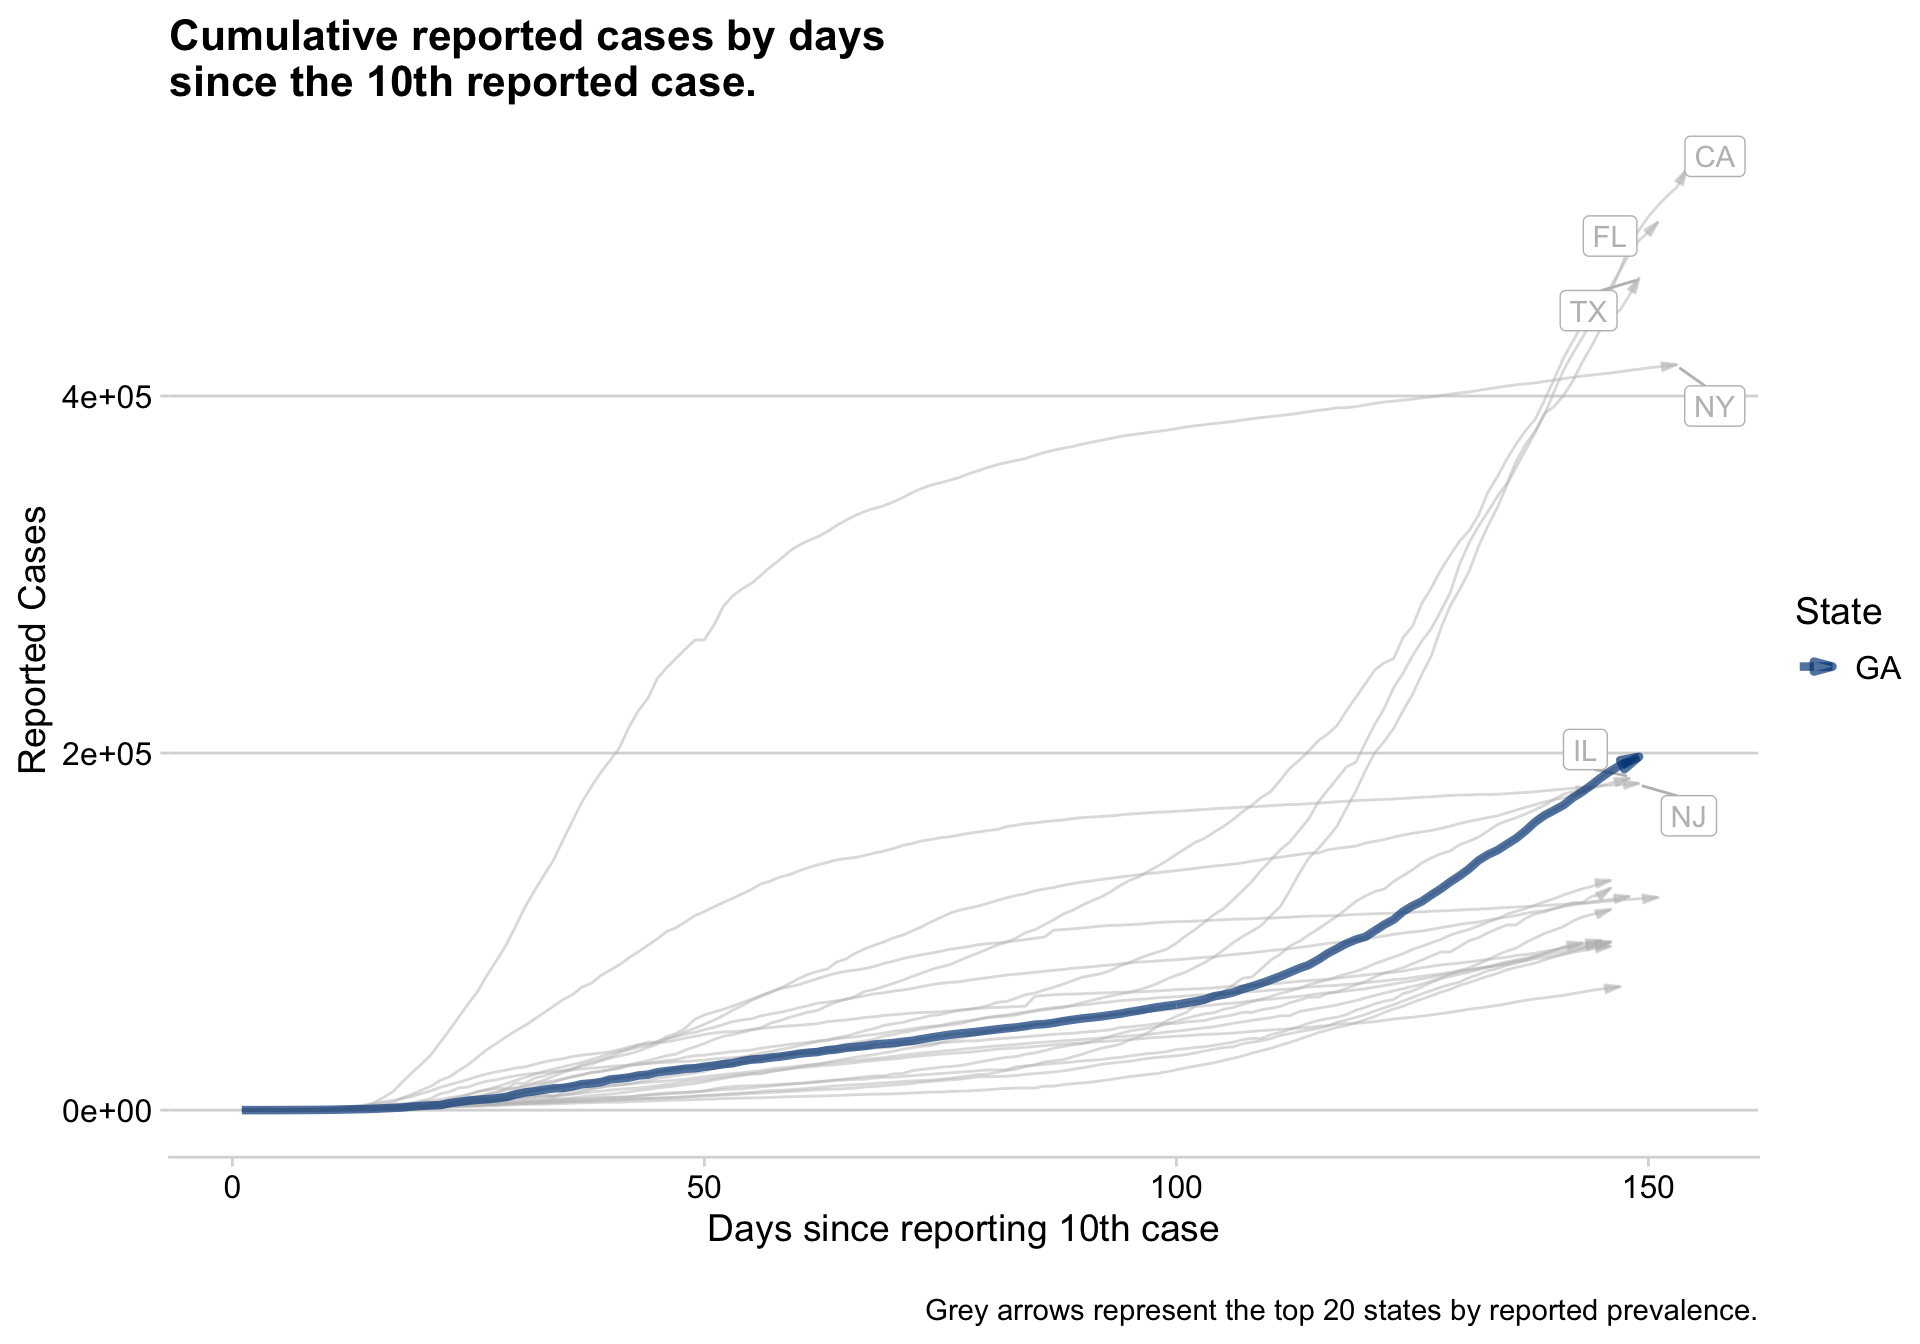 Cumulative reported cases by days
since the 10th reported case.
CA
FL
TX
4e+05
NY
Reported Cases
State
GA
2e+05
IL
NJ
0e+00
0 50 100 150
Days since reporting 10th case
Grey arrows represent the top 20 states by reported prevalence.